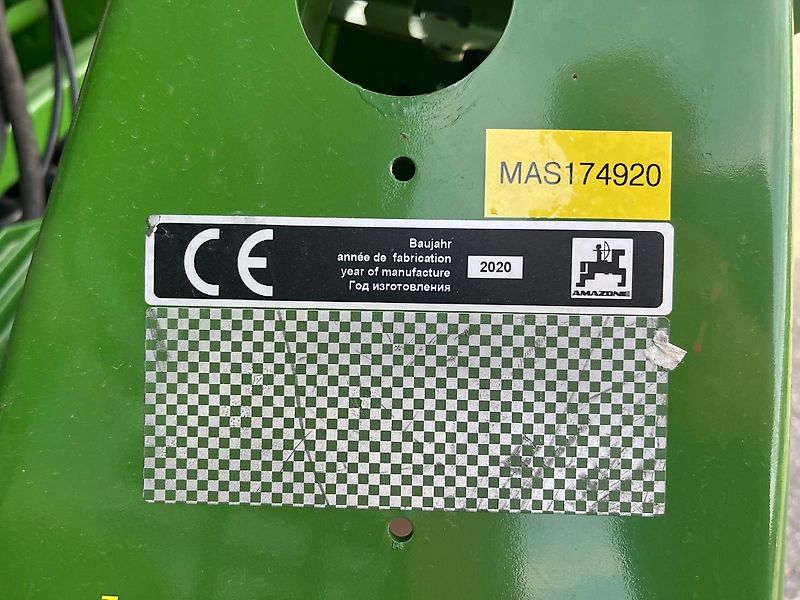 MAS174920
CE
Baujahr
année de fabrication
year of manufacture
Год изготовления
2020
AMAZONE